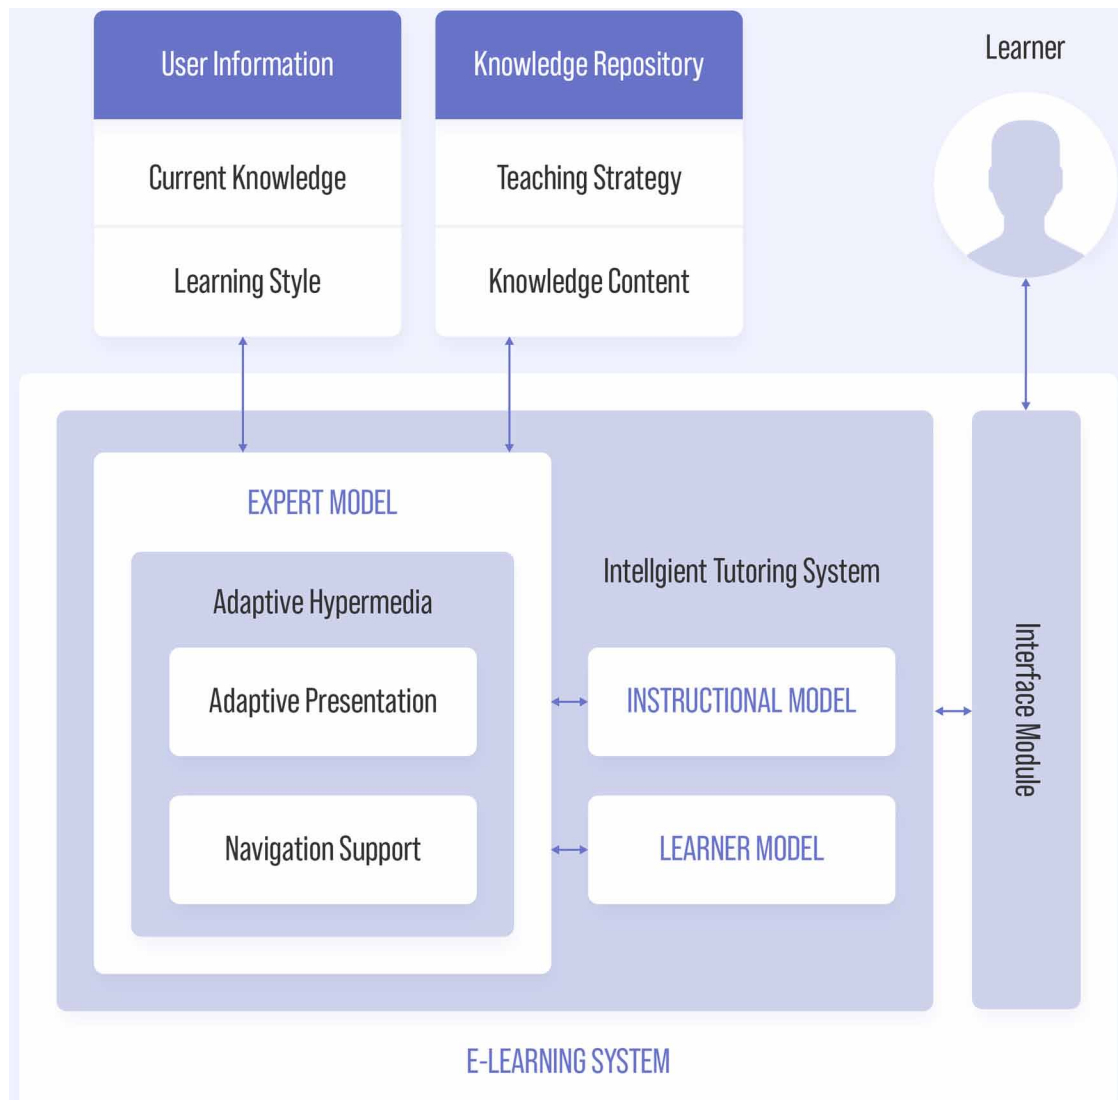 User Information
Current Knowledge
Learning Style
Knowledge Repository
Teaching Strategy
Knowledge Content
Learner
EXPERT MODEL
Adaptive Hypermedia
Adaptive Presentation
Navigation Support
Intellgient Tutoring System
INSTRUCTIONAL MODEL
LEARNER MODEL
Interface Module
E-LEARNING SYSTEM